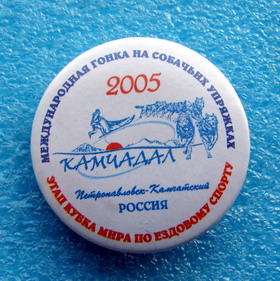 МЕЖДУНАРОДНАЯ ГОНКА НА СОБАЧЬИХ УПРЯЖКАХ
2005
КАМЧАДАЛ
Петропавловск-Камчатский
РОССИЯ
ЭТАП КУБКА МИРА ПО ЕЗДОВОМУ СПОРТУ